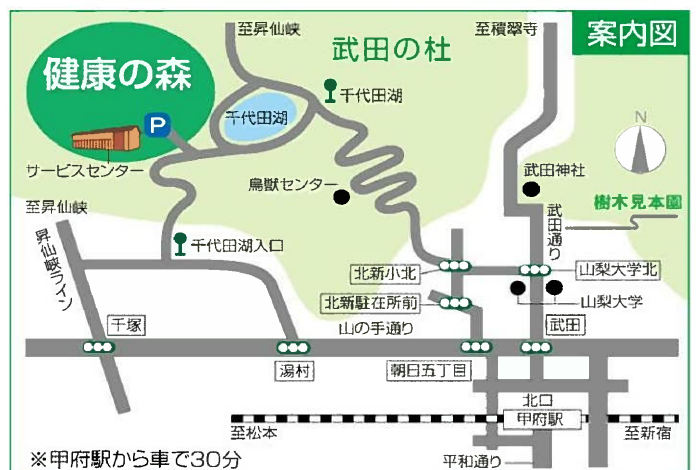 至昇仙峡
至積翠寺
案内図
武田の杜
健康の森
千代田湖
千代田湖
P
N
サービスセンター
鳥獣センター
武田神社
樹木見本園
至昇仙峡
武田通り
昇仙峡ライン
千代田湖入口
北新小北
山梨大学北
北新駐在所前
山梨大学
千塚
山の手通り
武田
湯村
朝日五丁目
北口
甲府駅
至松本
至新宿
平和通り
※甲府駅から車で30分